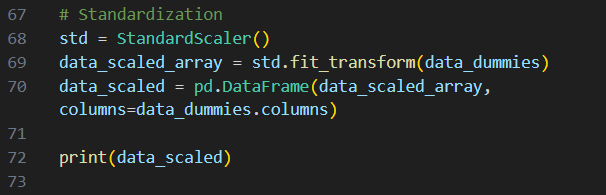 67 # Standardization
68 std = StandardScaler()
69 data_scaled_array = std.fit_transform(data_dummies)
70 data_scaled = pd.DataFrame(data_scaled_array,
columns=data_dummies.columns)
71
72 print(data_scaled)
73